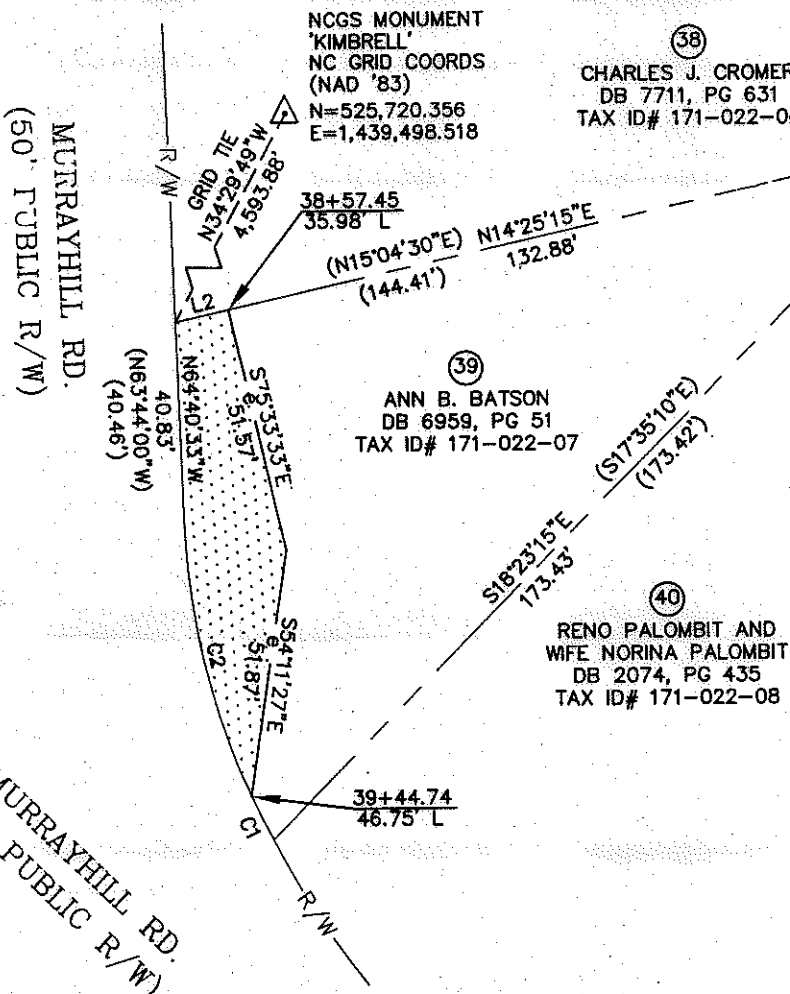 NCGS MONUMENT
'KIMBRELL'
NC GRID COORDS
(NAD '83)
N=525,720.356
E=1,439,498.518
38
CHARLES J. CROMER
DB 7711, PG 631
TAX ID# 171-022-0
MURRAYHILL RD.
(50' PUBLIC R/W)
R/W
GRID TIE
N34°29'49"W
4,593.88'
38+57.45
35.98' L
(N15°04'30"E)
(144.41')
N14°25'15"E
132.88'
L2
39
ANN B. BATSON
DB 6959, PG 51
TAX ID# 171-022-07
N64°40'33"W
40.83'
(N63°44'00"W)
(40.46')
S75°33'33"E
e
51.57'
(S17°35'10"E)
(173.42')
S18°23'15"E
173.43'
40
RENO PALOMBIT AND
WIFE NORINA PALOMBIT
DB 2074, PG 435
TAX ID# 171-022-08
S54°11'27"E
e
51.87'
C2
39+44.74
46.75' L
C1
R/W
MURRAYHILL RD.
PUBLIC R/W)